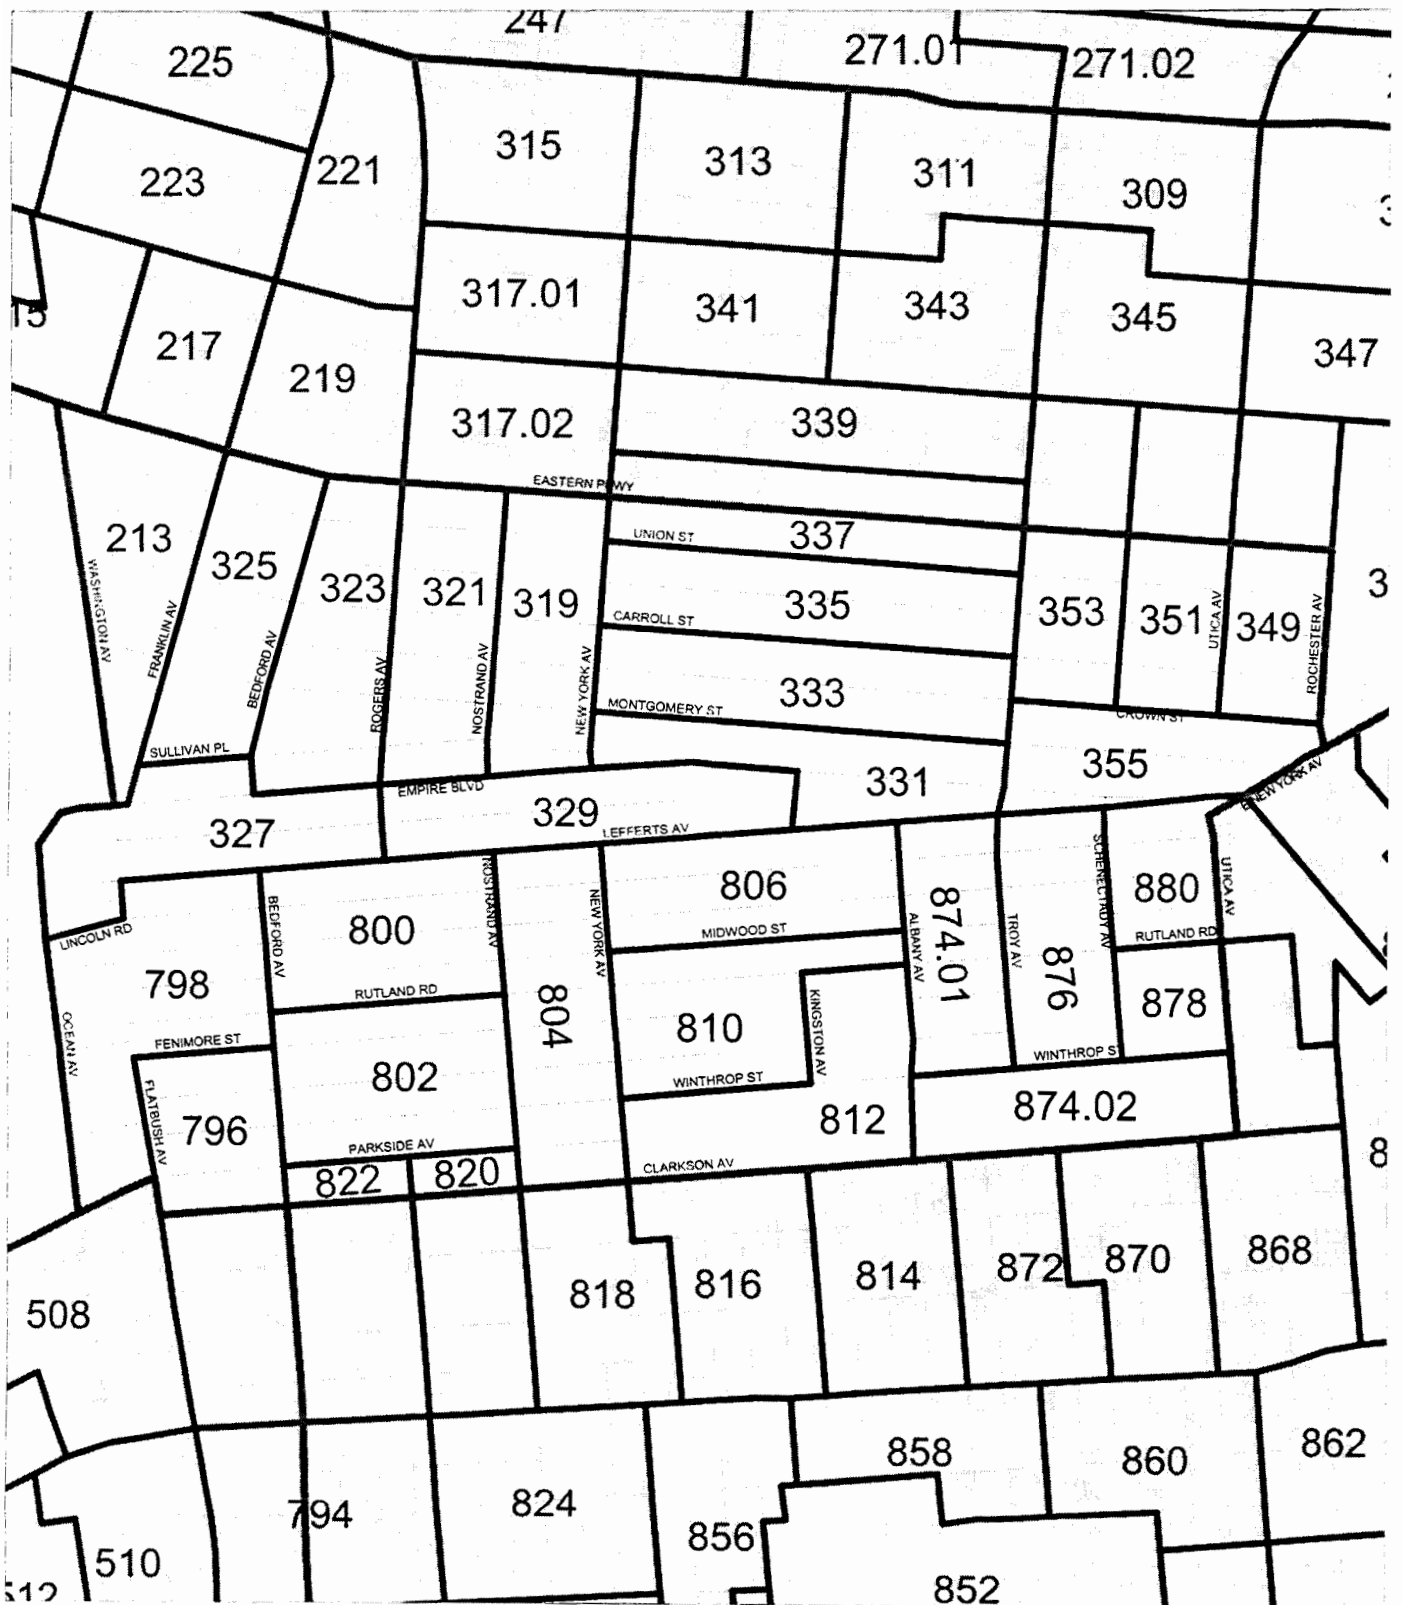 247
271.01
271.02
225
315
313
311
309
221
223
317.01
341
343
345
347
15
217
219
317.02
339
EASTERN PKWY
UNION ST
337
213
325
323
321
319
335
353
351
349
CARROLL ST
WASHINGTON AV
FRANKLIN AV
BEDFORD AV
ROGERS AV
NOSTRAND AV
NEW YORK AV
UTICA AV
ROCHESTER AV
333
MONTGOMERY ST
CROWN ST
SULLIVAN PL
331
355
EMPIRE BLVD
329
327
LEFFERTS AV
E NEW YORK AV
NOSTRAND AV
NEW YORK AV
806
SCHENECTADY AV
880
UTICA AV
BEDFORD AV
800
MIDWOOD ST
ALBANY AV
874.01
TROY AV
876
RUTLAND RD
LINCOLN RD
798
RUTLAND RD
804
810
KINGSTON AV
878
OCEAN AV
FENIMORE ST
802
WINTHROP ST
WINTHROP ST
FLATBUSH AV
796
812
874.02
PARKSIDE AV
822
820
CLARKSON AV
508
818
816
814
872
870
868
858
860
862
794
824
856
510
512
852